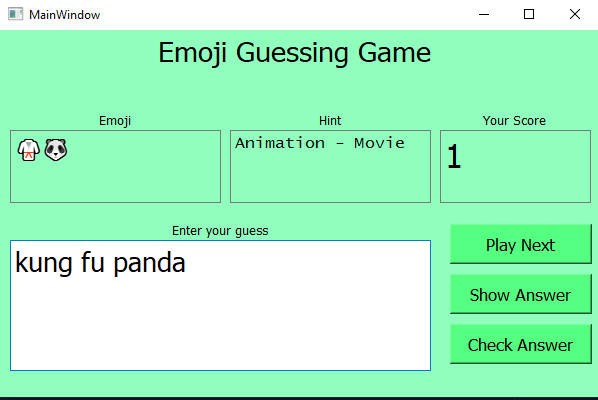 MainWindow
Emoji Guessing Game
Emoji
Hint
Your Score
🥋🐼
Animation - Movie
1
Enter your guess
kung fu panda
Play Next
Show Answer
Check Answer